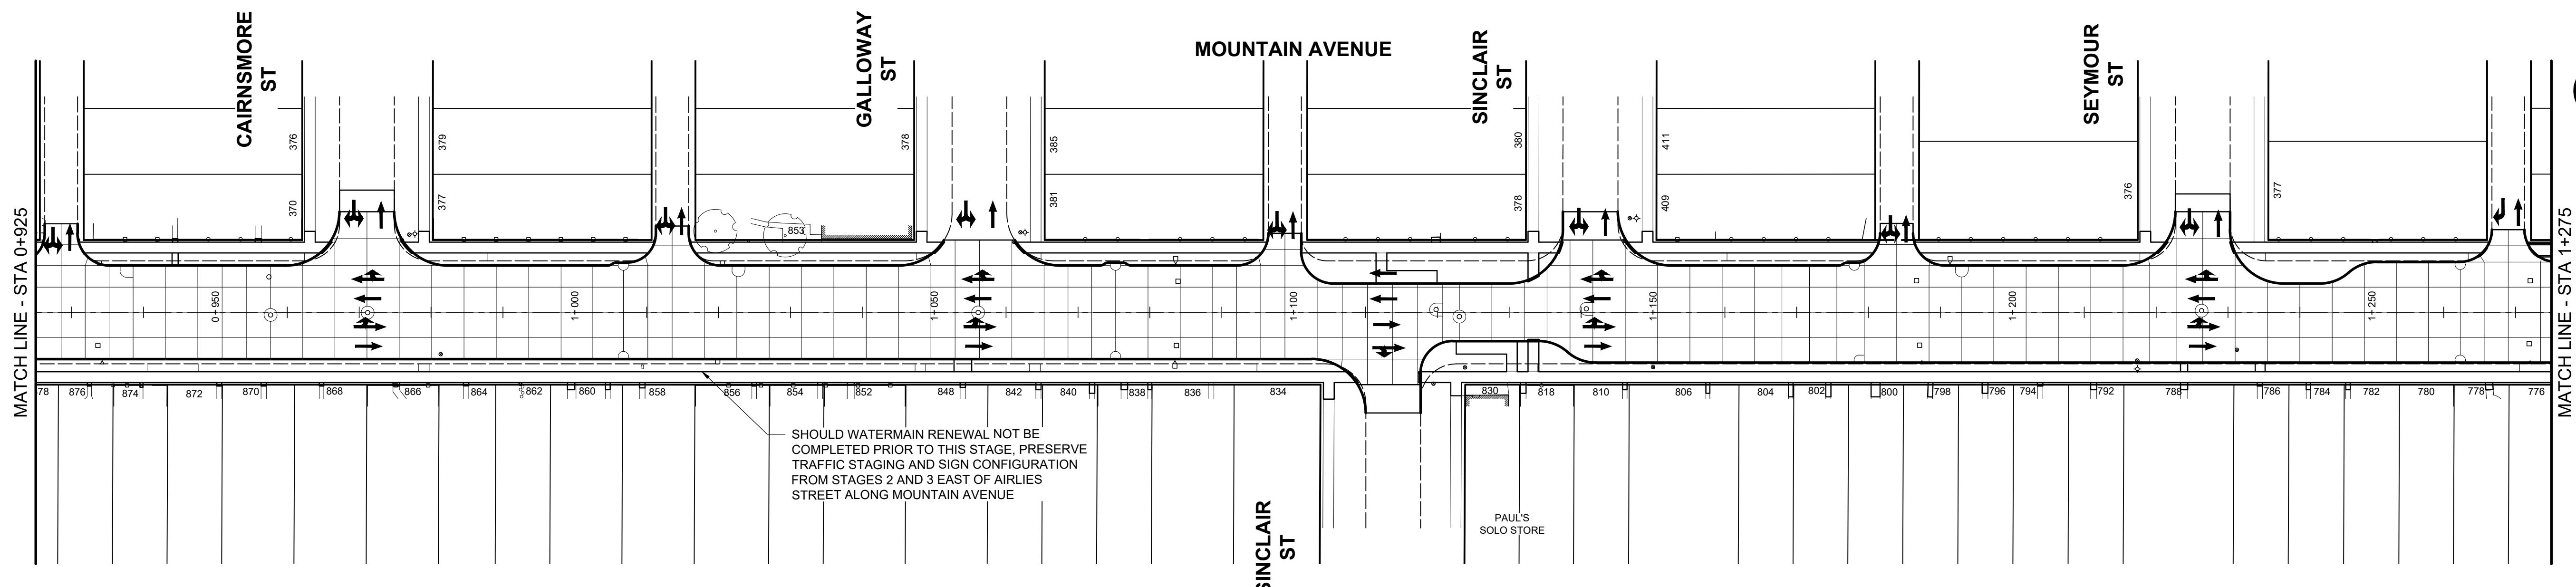 MOUNTAIN AVENUE
CAIRNSMORE
ST
GALLOWAY
ST
SINCLAIR
ST
SEYMOUR
ST
376
370
379
377
378
853
385
381
380
378
411
409
376
377
MATCH LINE - STA 0+925
MATCH LINE - STA 1+275
0+950
1+000
1+050
1+100
1+150
1+200
1+250
78
876
874
872
870
868
866
864
862
860
858
856
854
852
848
842
840
838
836
834
830
818
810
806
804
802
800
798
796
794
792
788
786
784
782
780
778
776
SHOULD WATERMAIN RENEWAL NOT BE
COMPLETED PRIOR TO THIS STAGE, PRESERVE
TRAFFIC STAGING AND SIGN CONFIGURATION
FROM STAGES 2 AND 3 EAST OF AIRLIES
STREET ALONG MOUNTAIN AVENUE
SINCLAIR
ST
PAUL'S
SOLO STORE